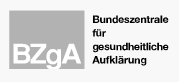 BZgA
Bundeszentrale
für
gesundheitliche
Aufklärung